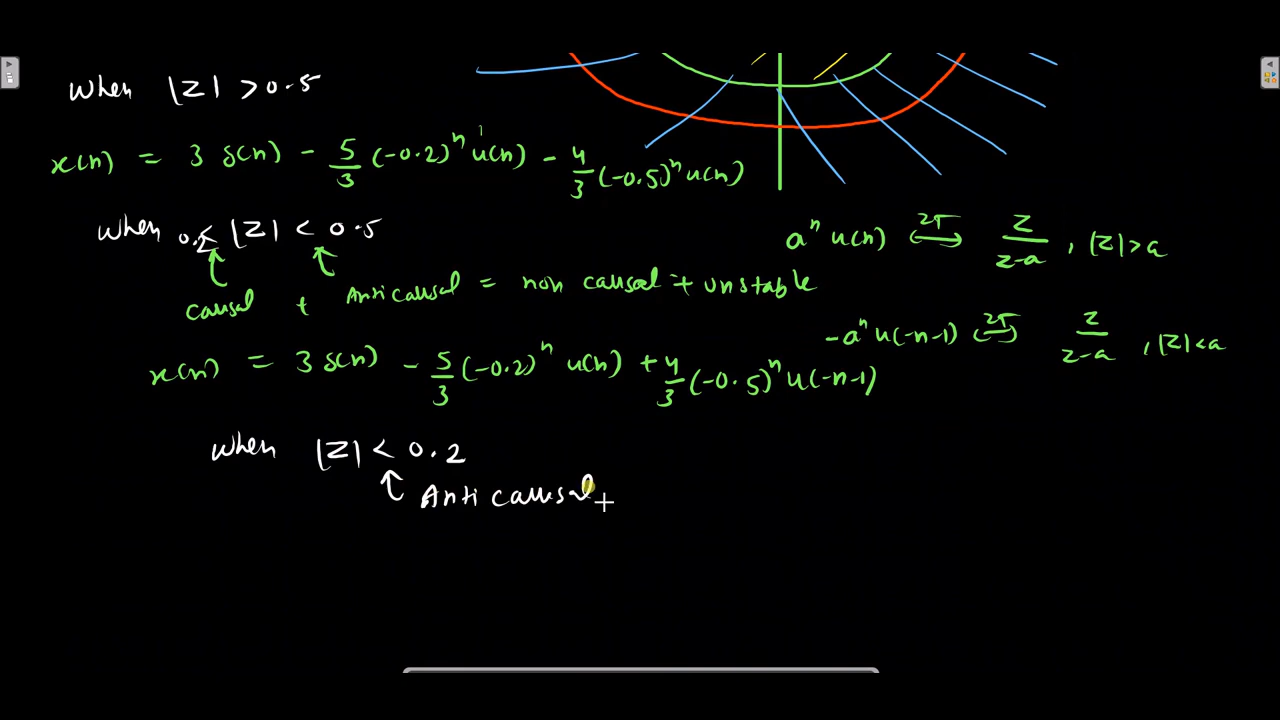 When |Z| > 0.5
x(n) = 3 δ(n) - 5/3 (-0.2)^n u(n) - 4/3 (-0.5)^n u(n)
When 0.2 < |Z| < 0.5
a^n u(n) ⟷ Z/(Z-a), |Z| > a
causal + Anticausal = non causal + unstable
-a^n u(-n-1) ⟷ Z/(Z-a), |Z| < a
x(n) = 3 δ(n) - 5/3 (-0.2)^n u(n) + 4/3 (-0.5)^n u(-n-1)
When |Z| < 0.2
Anticausal +